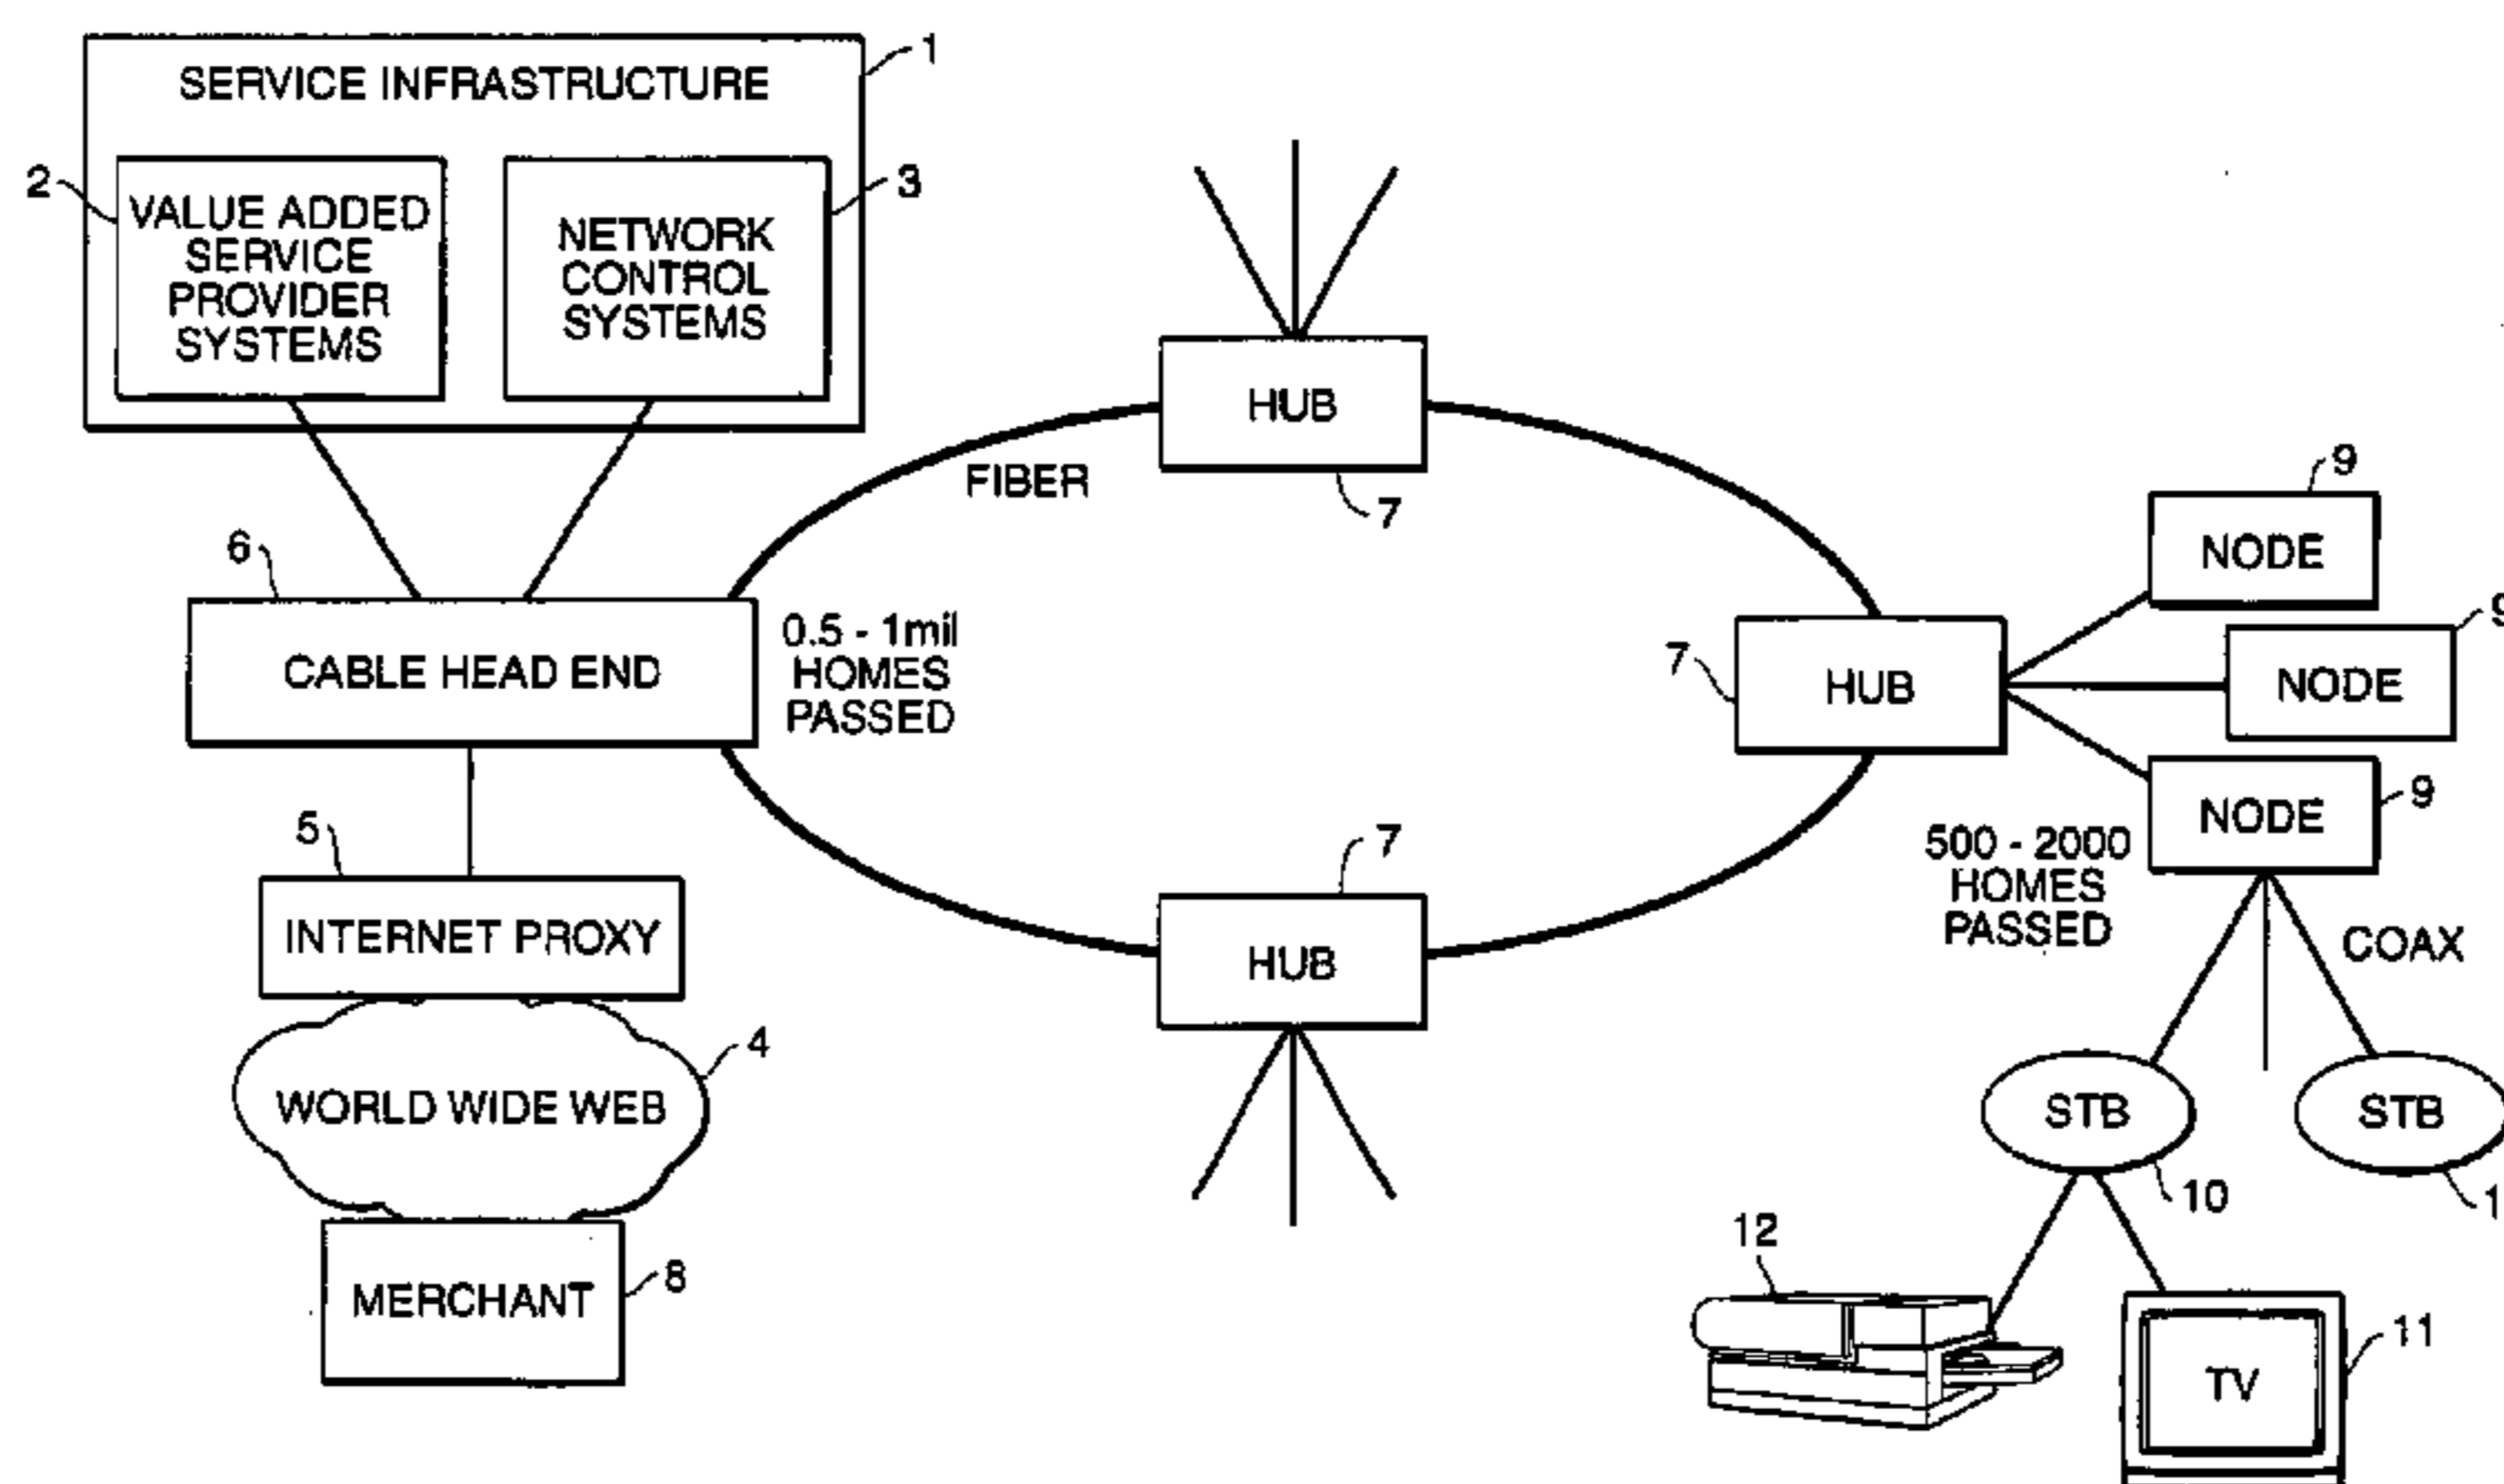 1
SERVICE INFRASTRUCTURE
2
3
VALUE ADDED
SERVICE
PROVIDER
SYSTEMS
NETWORK
CONTROL
SYSTEMS
HUB
7
FIBER
6
CABLE HEAD END
0.5 - 1mil
HOMES
PASSED
9
NODE
9
NODE
7
HUB
NODE
9
500 - 2000
HOMES
PASSED
COAX
5
INTERNET PROXY
7
HUB
4
WORLD WIDE WEB
STB
STB
10
1
8
MERCHANT
12
11
TV